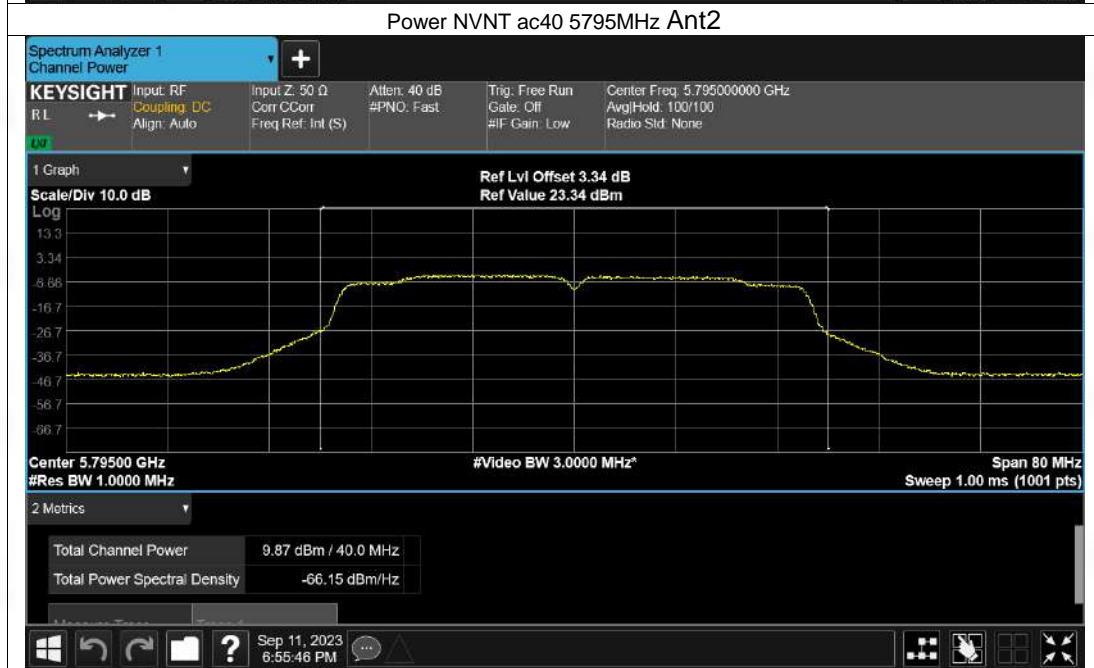 Power NVNT ac40 5795MHz Ant2
Spectrum Analyzer 1
Channel Power
KEYSIGHT
R L
Input: RF
Coupling: DC
Align: Auto
Input Z: 50 Ω
Corr CCorr
Freq Ref: Int (S)
Atten: 40 dB
#PNO: Fast
Trig: Free Run
Gate: Off
#IF Gain: Low
Center Freq: 5.795000000 GHz
Avg|Hold: 100/100
Radio Std: None
LXI
1 Graph
Scale/Div 10.0 dB
Ref Lvl Offset 3.34 dB
Ref Value 23.34 dBm
Log
13.3
3.34
-6.66
-16.7
-26.7
-36.7
-46.7
-56.7
-66.7
Center 5.79500 GHz
#Video BW 3.0000 MHz*
Span 80 MHz
#Res BW 1.0000 MHz
Sweep 1.00 ms (1001 pts)
2 Metrics
Total Channel Power 9.87 dBm / 40.0 MHz
Total Power Spectral Density -66.15 dBm/Hz
Sep 11, 2023
6:55:46 PM